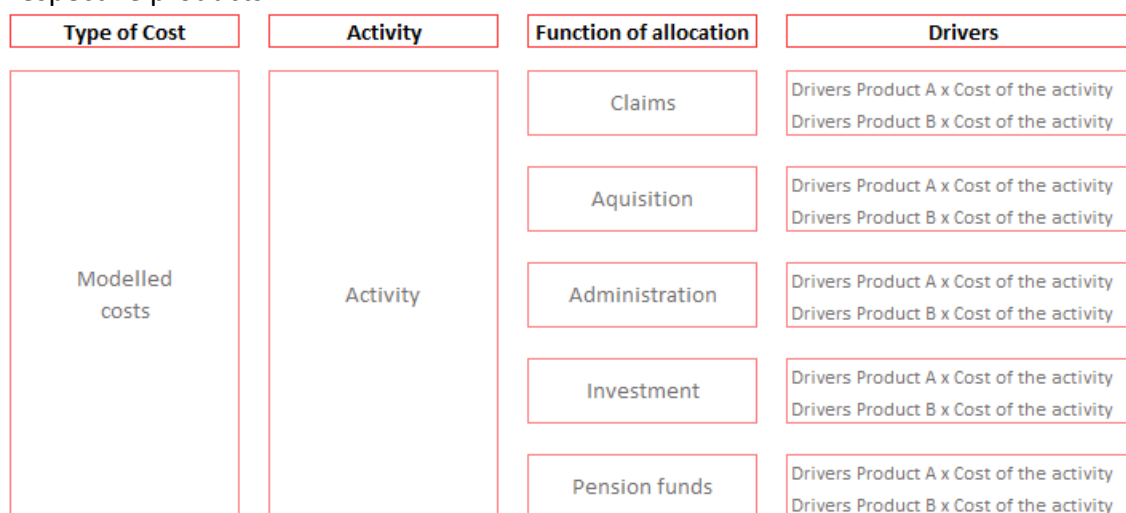 respective products
Type of Cost
Activity
Function of allocation
Drivers
Modelled
costs
Activity
Claims
Drivers Product A x Cost of the activity
Drivers Product B x Cost of the activity
Aquisition
Drivers Product A x Cost of the activity
Drivers Product B x Cost of the activity
Administration
Drivers Product A x Cost of the activity
Drivers Product B x Cost of the activity
Investment
Drivers Product A x Cost of the activity
Drivers Product B x Cost of the activity
Pension funds
Drivers Product A x Cost of the activity
Drivers Product B x Cost of the activity